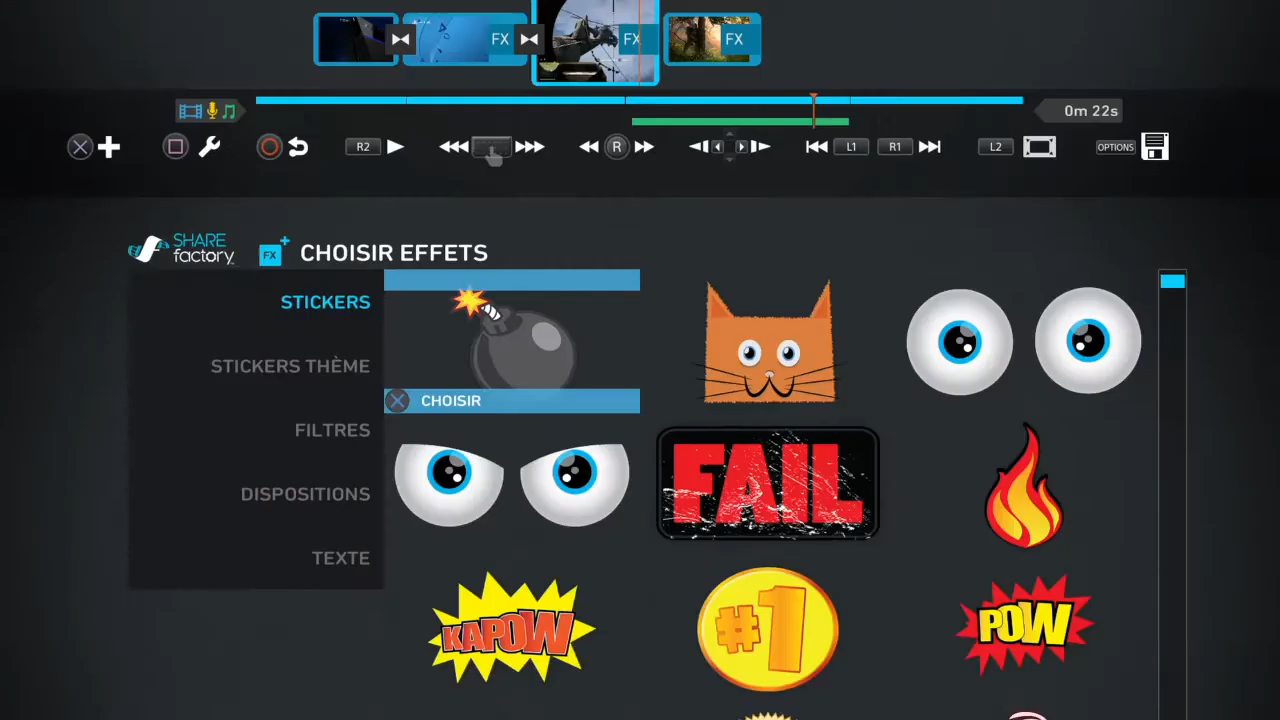 FX
FX
FX
0m 22s
R2
R
L1
R1
L2
OPTIONS
SHARE
factory
FX
CHOISIR EFFETS
STICKERS
STICKERS THÈME
FILTRES
DISPOSITIONS
TEXTE
CHOISIR
FAIL
KAPOW
#1
POW